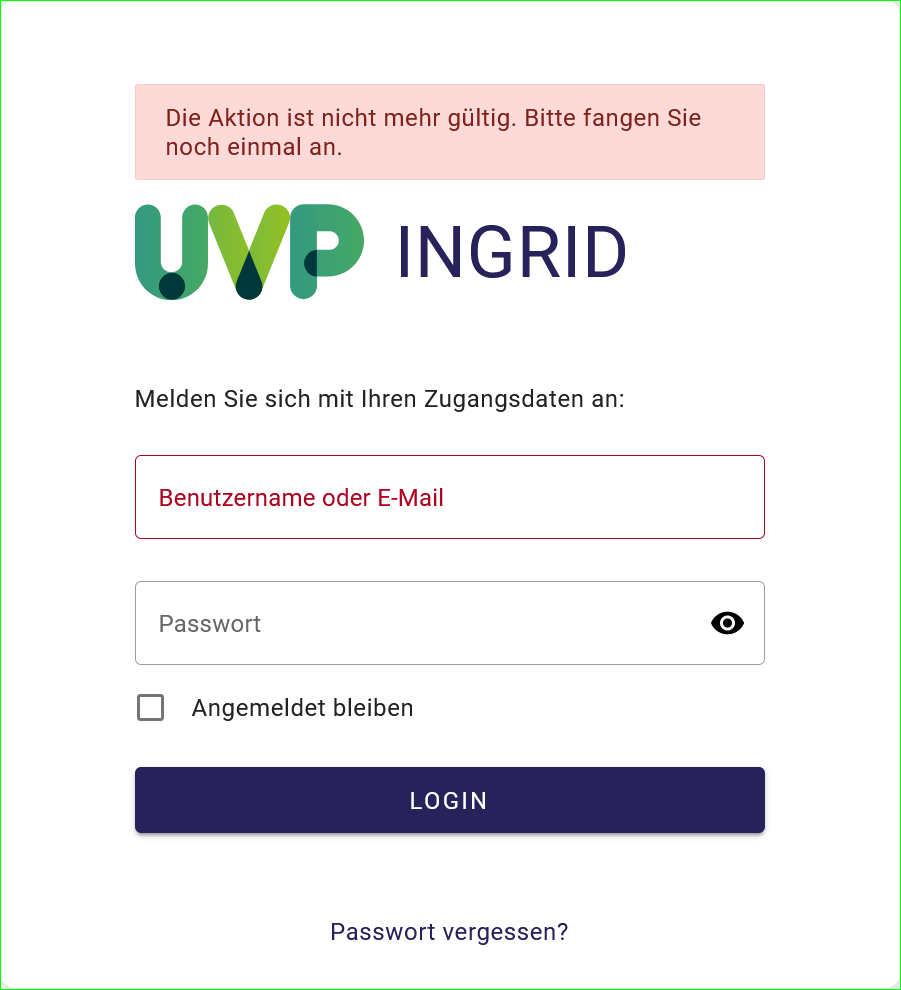 Die Aktion ist nicht mehr gültig. Bitte fangen Sie
noch einmal an.
UVP INGRID
Melden Sie sich mit Ihren Zugangsdaten an:
Benutzername oder E-Mail
Passwort
Angemeldet bleiben
LOGIN
Passwort vergessen?